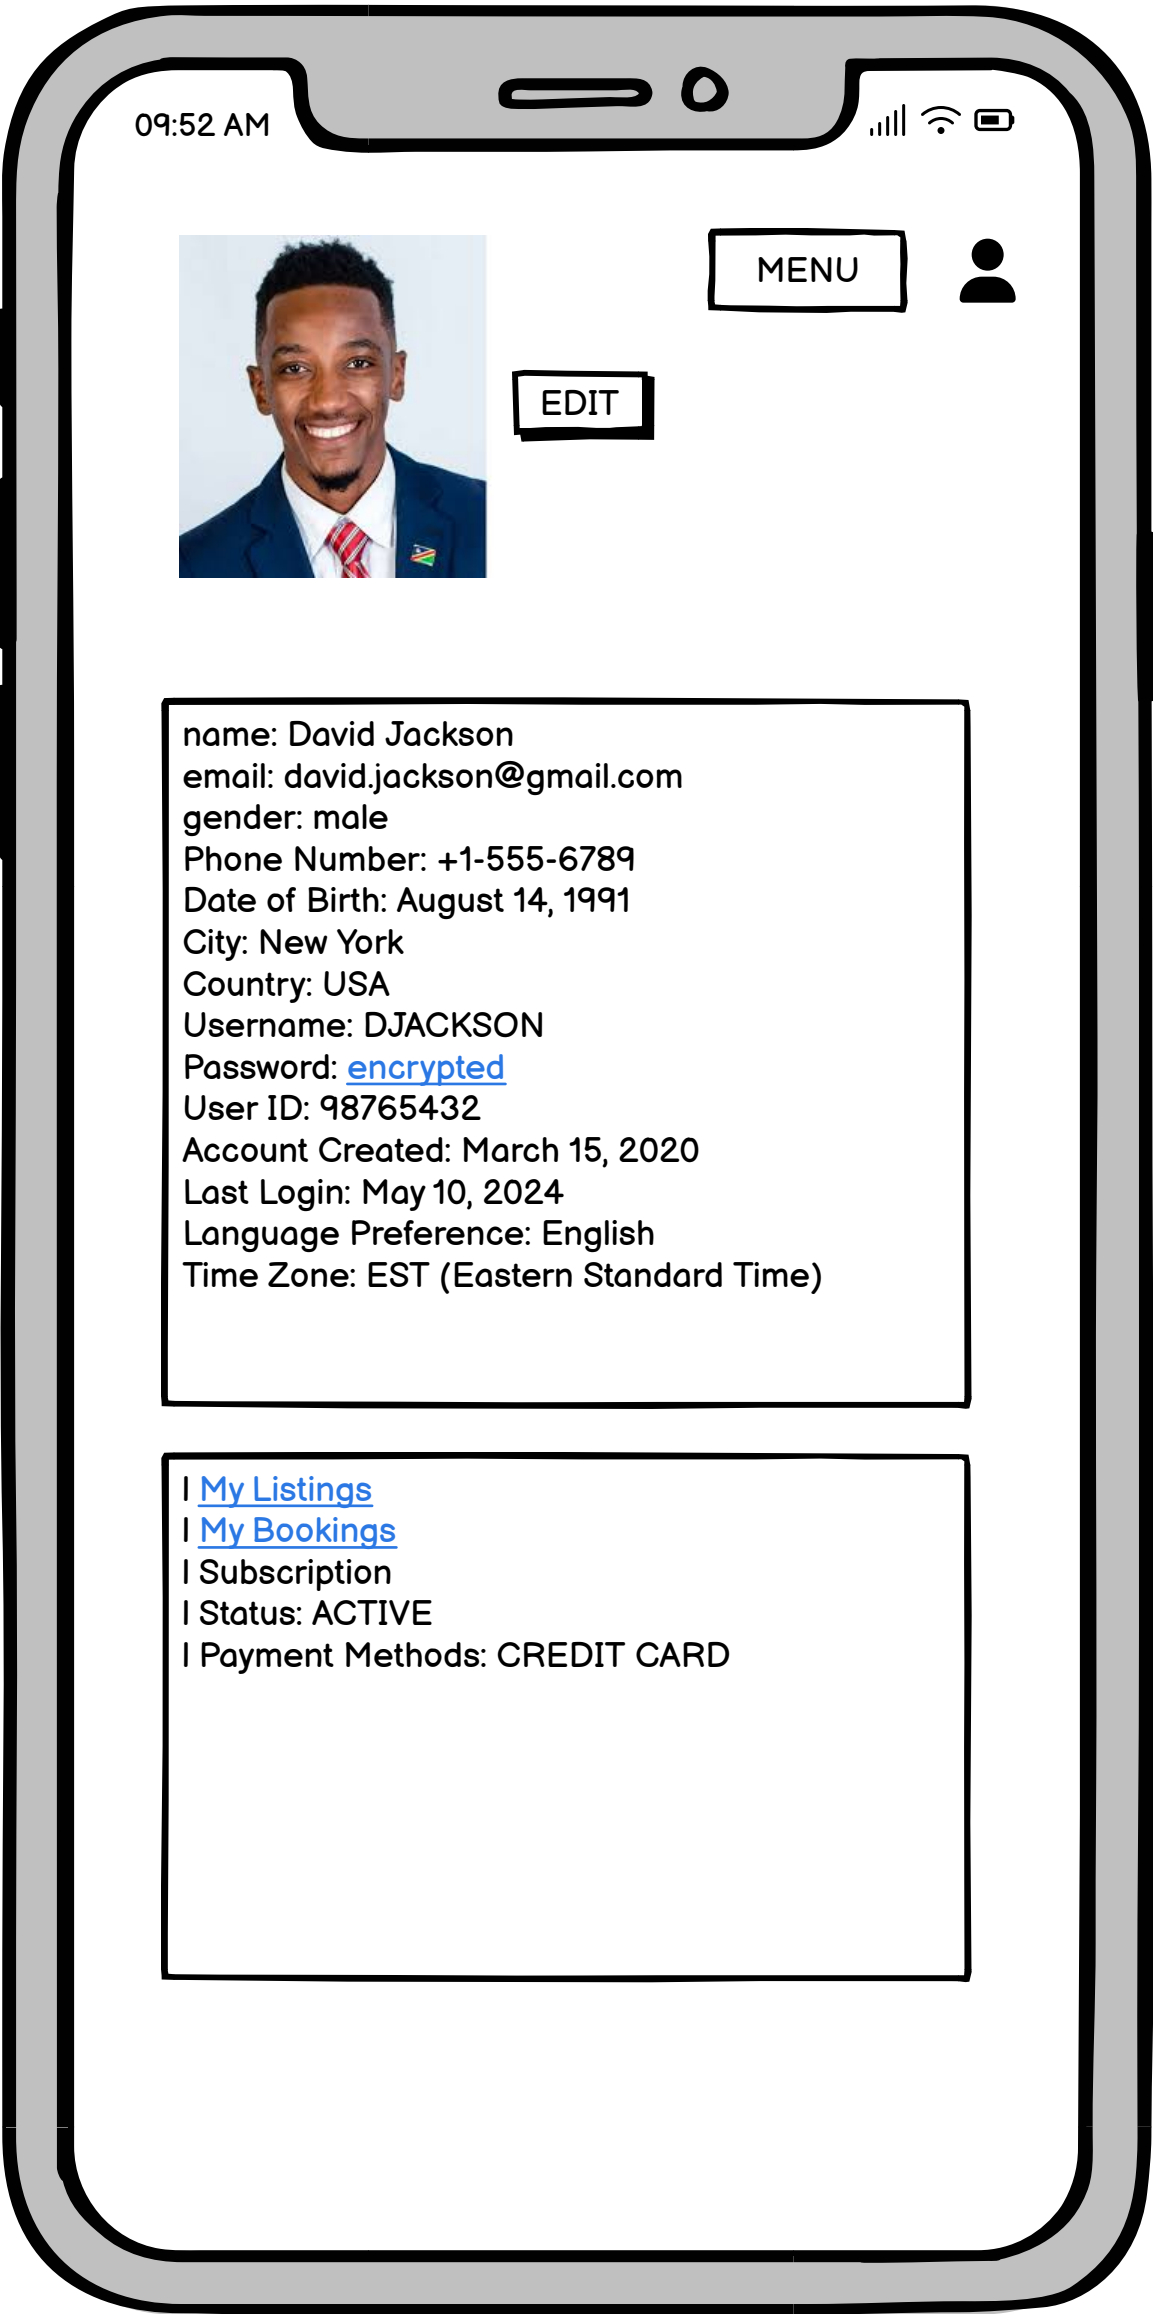 09:52 AM
MENU
EDIT
name: David Jackson
email: david.jackson@gmail.com
gender: male
Phone Number: +1-555-6789
Date of Birth: August 14, 1991
City: New York
Country: USA
Username: DJACKSON
Password: encrypted
User ID: 98765432
Account Created: March 15, 2020
Last Login: May 10, 2024
Language Preference: English
Time Zone: EST (Eastern Standard Time)
| My Listings
| My Bookings
| Subscription
| Status: ACTIVE
| Payment Methods: CREDIT CARD